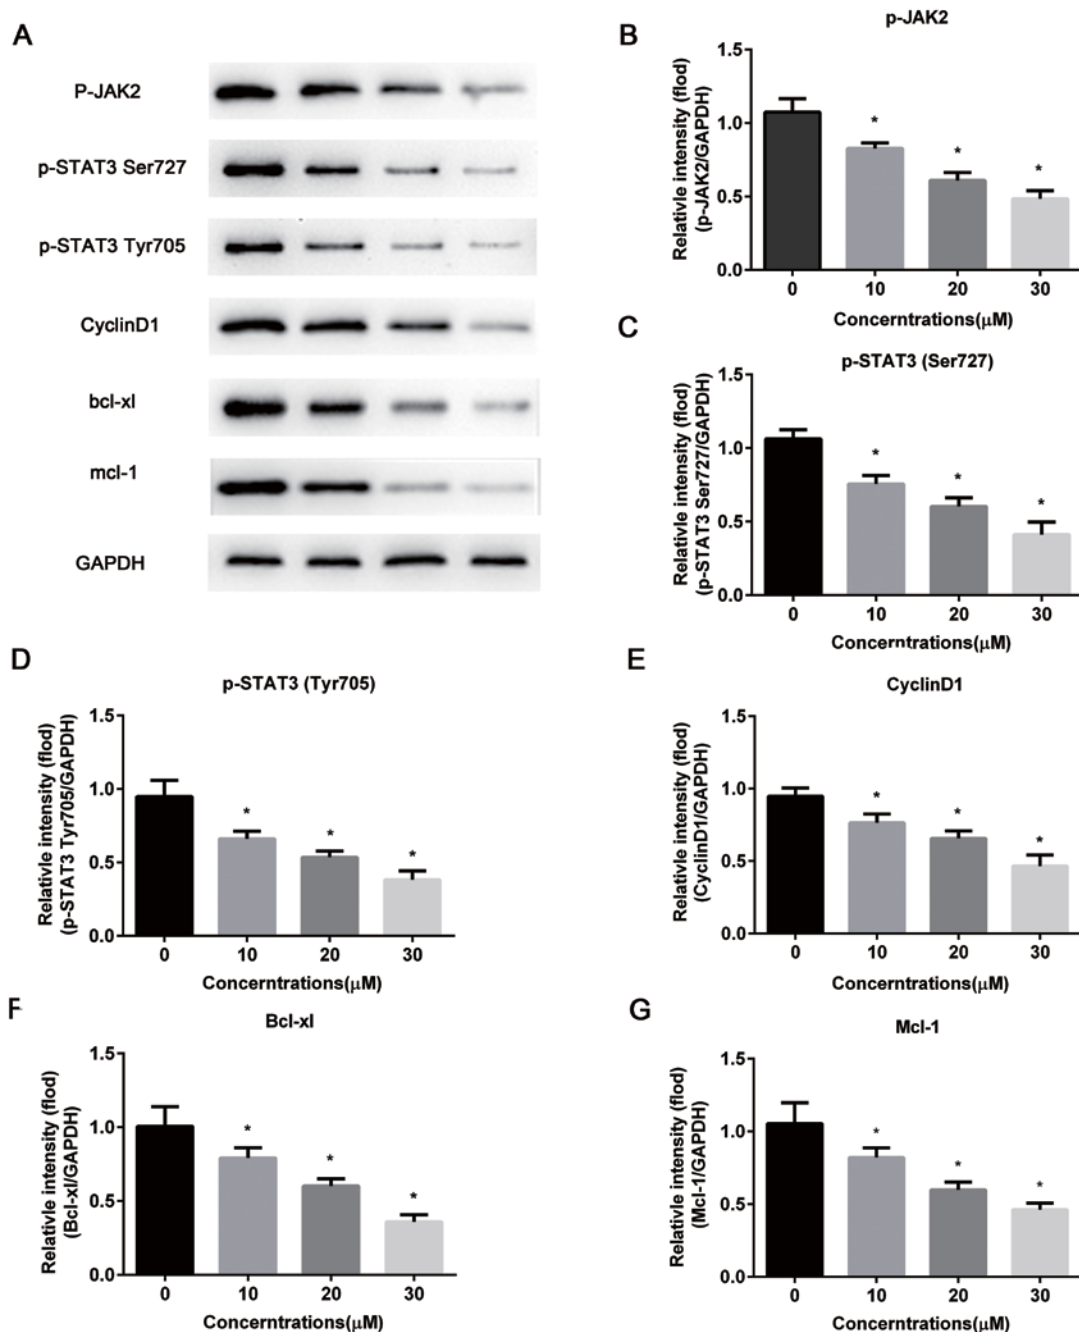 A
P-JAK2
p-STAT3 Ser727
p-STAT3 Tyr705
CyclinD1
bcl-xl
mcl-1
GAPDH
B
p-JAK2
Relativle intensity (flod)
(p-JAK2/GAPDH)
1.5
1.0
0.5
0.0
0 10 20 30
Concerntrations(μM)
C
p-STAT3 (Ser727)
Relativle intensity (flod)
(p-STAT3 Ser727/GAPDH)
1.5
1.0
0.5
0.0
0 10 20 30
Concerntrations(μM)
D
p-STAT3 (Tyr705)
Relativle intensity (flod)
(p-STAT3 Tyr705/GAPDH)
1.5
1.0
0.5
0.0
0 10 20 30
Concerntrations(μM)
E
CyclinD1
Relativle intensity (flod)
(CyclinD1/GAPDH)
1.5
1.0
0.5
0.0
0 10 20 30
Concerntrations(μM)
F
Bcl-xl
Relativle intensity (flod)
(Bcl-xl/GAPDH)
1.5
1.0
0.5
0.0
0 10 20 30
Concerntrations(μM)
G
Mcl-1
Relativle intensity (flod)
(Mcl-1/GAPDH)
1.5
1.0
0.5
0.0
0 10 20 30
Concerntrations(μM)